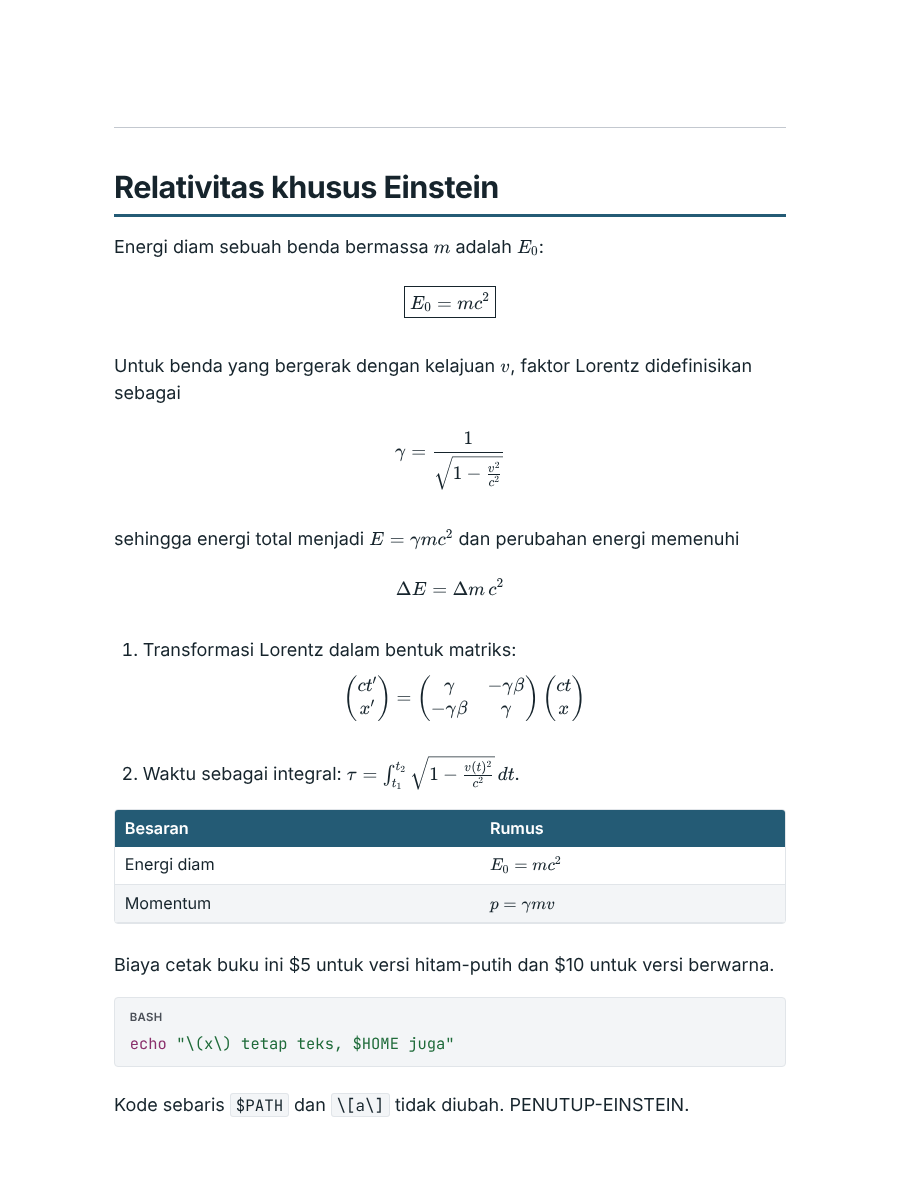 Relativitas khusus Einstein
Energi diam sebuah benda bermassa m adalah E₀:
E₀ = mc²
Untuk benda yang bergerak dengan kelajuan v, faktor Lorentz didefinisikan
sebagai
γ = 1 / √(1 − v²/c²)
sehingga energi total menjadi E = γmc² dan perubahan energi memenuhi
ΔE = Δm c²
1. Transformasi Lorentz dalam bentuk matriks:
(ct′ ; x′) = (γ −γβ ; −γβ γ) (ct ; x)
2. Waktu sebagai integral: τ = ∫_{t₁}^{t₂} √(1 − v(t)²/c²) dt.
Besaran Rumus
Energi diam E₀ = mc²
Momentum p = γmv
Biaya cetak buku ini $5 untuk versi hitam-putih dan $10 untuk versi berwarna.
BASH
echo "\(x\) tetap teks, $HOME juga"
Kode sebaris $PATH dan \[a\] tidak diubah. PENUTUP-EINSTEIN.